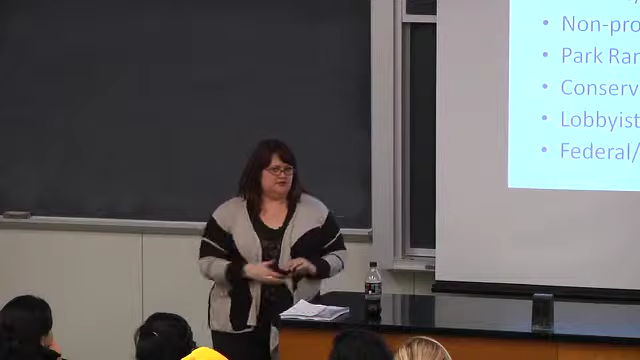 • Non-pro
• Park Ran
• Conserv
• Lobbyist
• Federal/